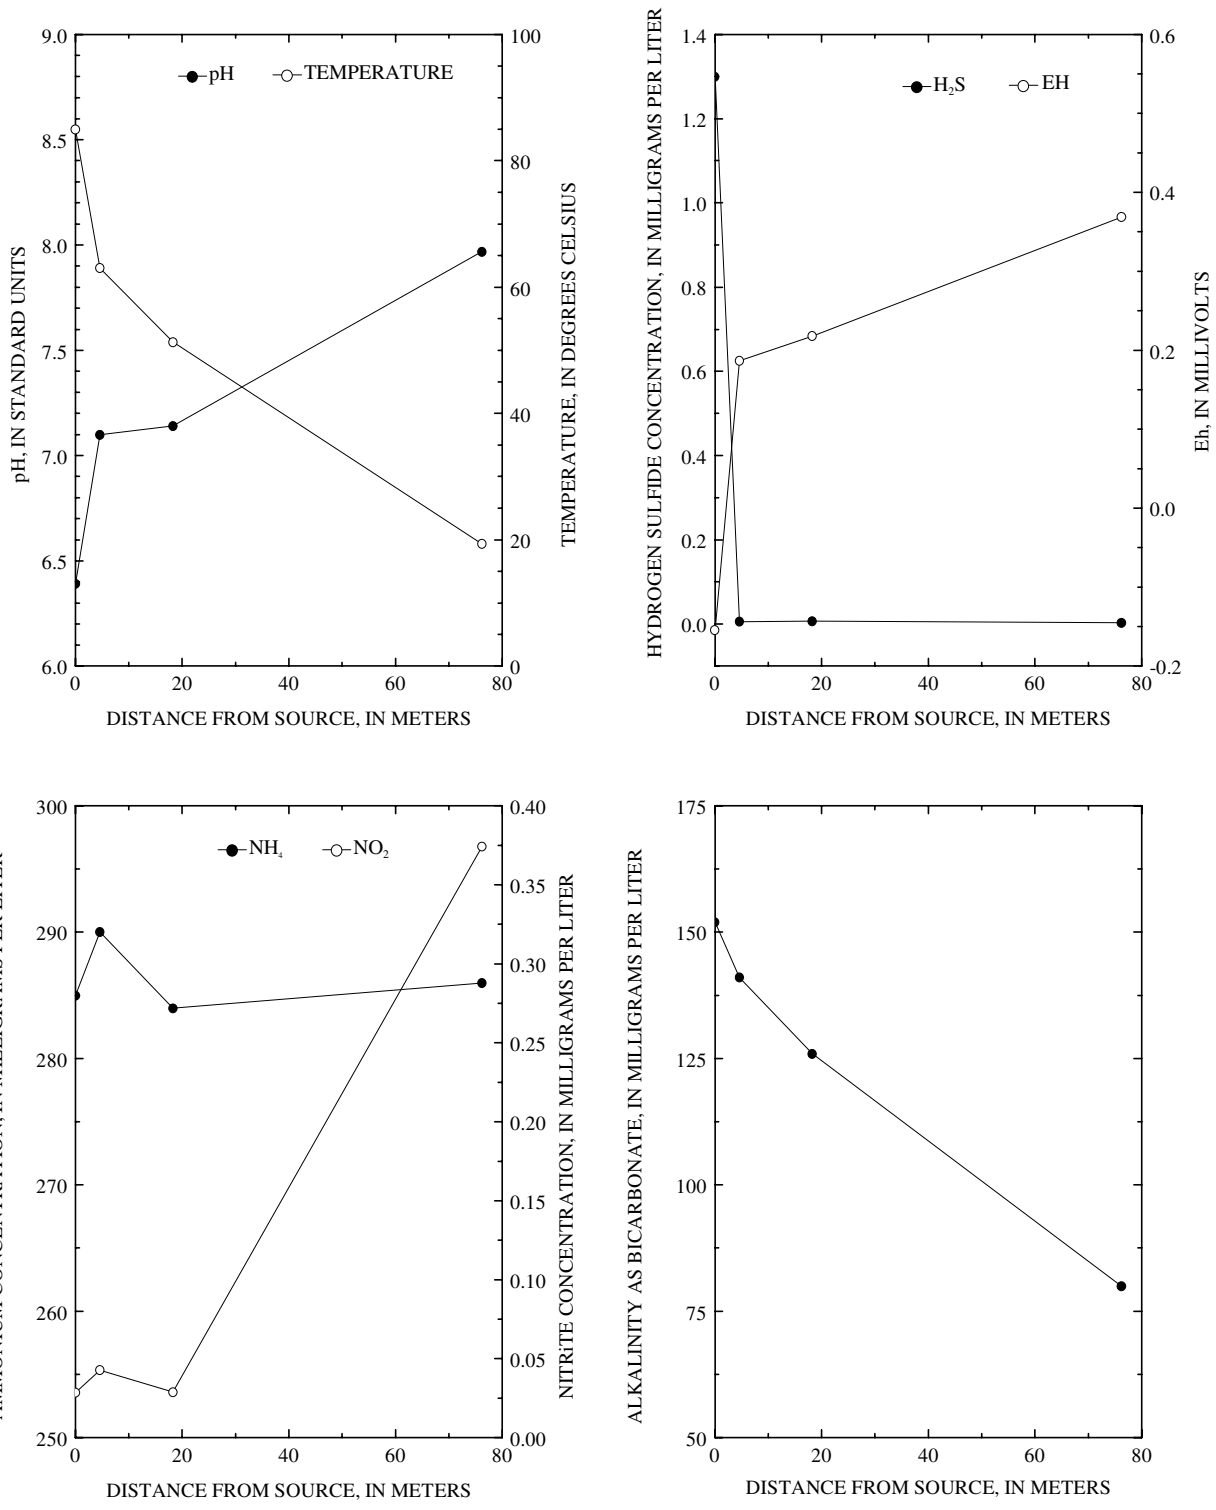 9.0
8.5
8.0
7.5
7.0
6.5
6.0
pH, IN STANDARD UNITS
pH TEMPERATURE
100
80
60
40
20
0
TEMPERATURE, IN DEGREES CELSIUS
0 20 40 60 80
DISTANCE FROM SOURCE, IN METERS
1.4
1.2
1.0
0.8
0.6
0.4
0.2
0.0
HYDROGEN SULFIDE CONCENTRATION, IN MILLIGRAMS PER LITER
H₂S EH
0.6
0.4
0.2
0.0
-0.2
Eh, IN MILLIVOLTS
0 20 40 60 80
DISTANCE FROM SOURCE, IN METERS
300
290
280
270
260
250
AMMONIUM CONCENTRATION, IN MILLIGRAMS PER LITER
NH₄ NO₂
0.40
0.35
0.30
0.25
0.20
0.15
0.10
0.05
0.00
NITRiTE CONCENTRATION, IN MILLIGRAMS PER LITER
0 20 40 60 80
DISTANCE FROM SOURCE, IN METERS
175
150
125
100
75
50
ALKALINITY AS BICARBONATE, IN MILLIGRAMS PER LITER
0 20 40 60 80
DISTANCE FROM SOURCE, IN METERS